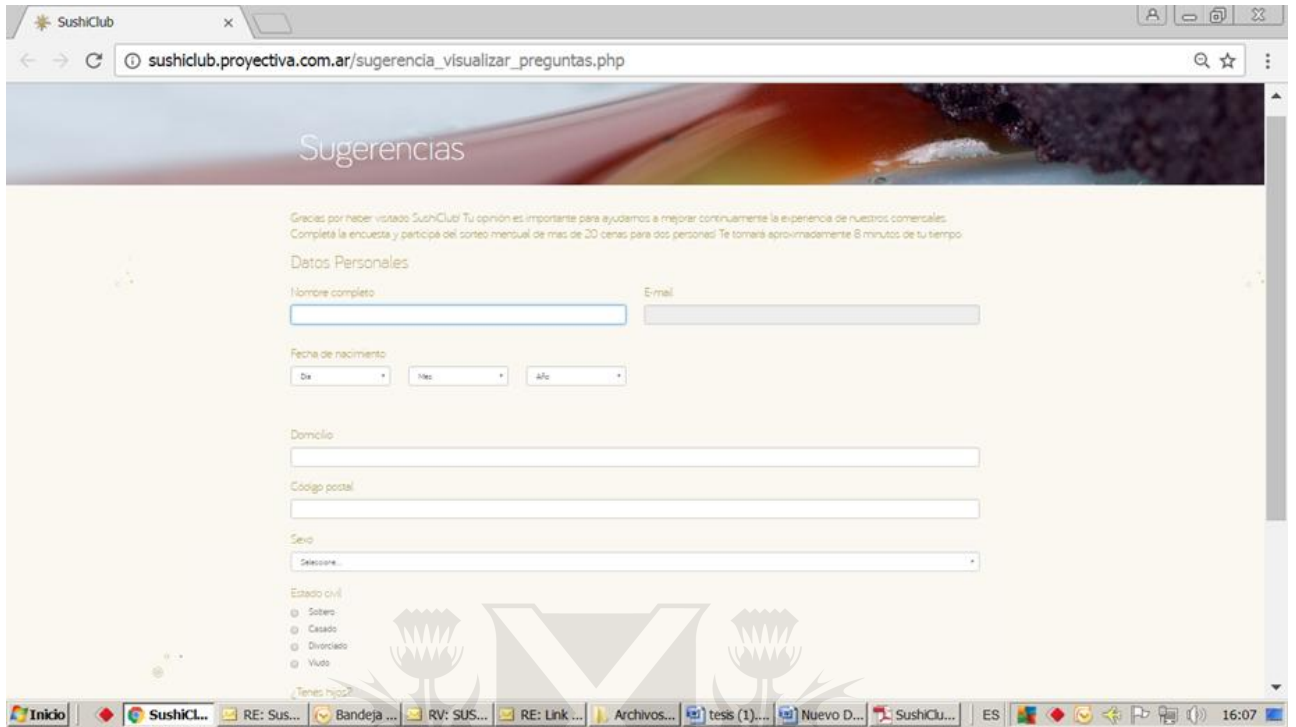 SushiClub
sushiclub.proyectiva.com.ar/sugerencia_visualizar_preguntas.php
Sugerencias
Gracias por haber visitado SushiClub! Tu opinión es importante para ayudarnos a mejorar continuamente la experiencia de nuestros comensales.
Completá la encuesta y participá del sorteo mensual de mas de 20 cenas para dos personas! Te tomará aproximadamente 8 minutos de tu tiempo
Datos Personales
Nombre completo E-mail
Fecha de nacimiento
Dia Mes Año
Domicilio
Código postal
Sexo
Seleccione...
Estado civil
Soltero
Casado
Divorciado
Viudo
¿Tenes hijos?
Inicio SushiCl... RE: Sus... Bandeja ... RV: SUS... RE: Link ... Archivos... tesis (1).... Nuevo D... SushiClu... ES 16:07